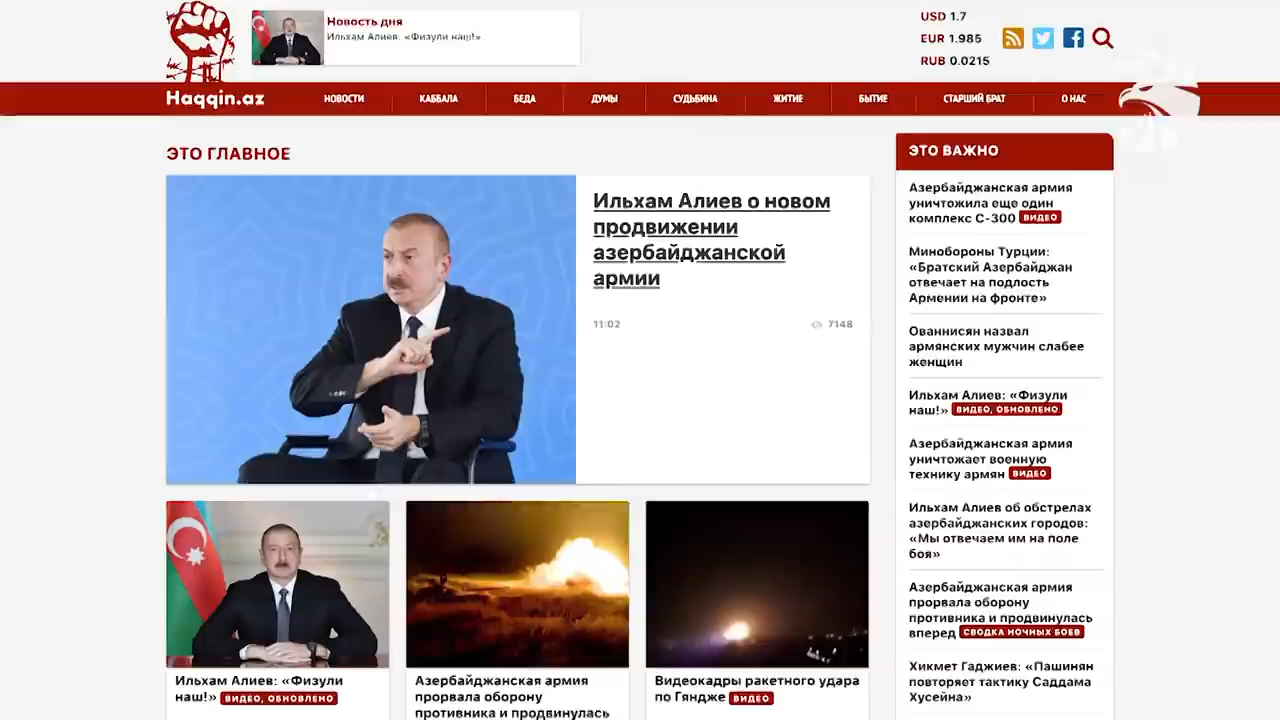 Новость дня
Ильхам Алиев: «Физули наш!»
USD 1.7
EUR 1.985
RUB 0.0215
Haqqin.az
НОВОСТИ
КАББАЛА
БЕДА
ДУМЫ
СУДЬБИНА
ЖИТИЕ
БЫТИЕ
СТАРШИЙ БРАТ
О НАС
ЭТО ГЛАВНОЕ
Ильхам Алиев о новом
продвижении
азербайджанской
армии
11:02
7148
Ильхам Алиев: «Физули
наш!» ВИДЕО, ОБНОВЛЕНО
Азербайджанская армия
прорвала оборону
противника и продвинулась
Видеокадры ракетного удара
по Гяндже ВИДЕО
ЭТО ВАЖНО
Азербайджанская армия
уничтожила еще один
комплекс С-300 ВИДЕО
Минобороны Турции:
«Братский Азербайджан
отвечает на подлость
Армении на фронте»
Ованнисян назвал
армянских мужчин слабее
женщин
Ильхам Алиев: «Физули
наш!» ВИДЕО, ОБНОВЛЕНО
Азербайджанская армия
уничтожает военную
технику армян ВИДЕО
Ильхам Алиев об обстрелах
азербайджанских городов:
«Мы отвечаем им на поле
боя»
Азербайджанская армия
прорвала оборону
противника и продвинулась
вперед СВОДКА НОЧНЫХ БОЕВ
Хикмет Гаджиев: «Пашинян
повторяет тактику Саддама
Хусейна»